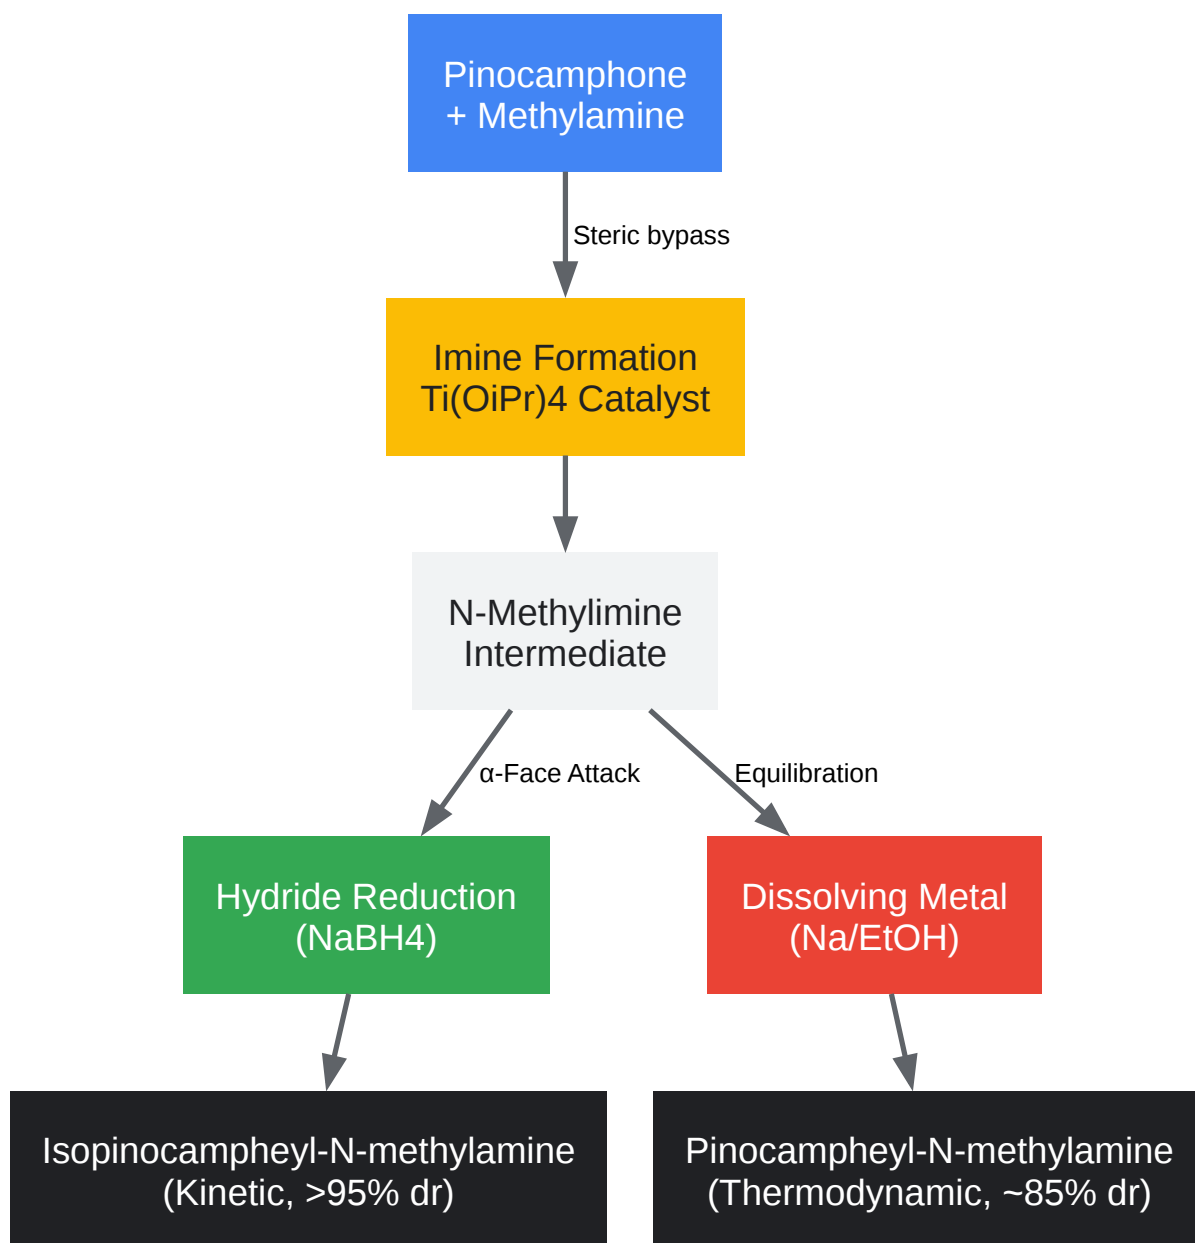 Pinocamphone
+ Methylamine
Steric bypass
Imine Formation
Ti(OiPr)4 Catalyst
N-Methylimine
Intermediate
α-Face Attack
Equilibration
Hydride Reduction
(NaBH4)
Dissolving Metal
(Na/EtOH)
Isopinocampheyl-N-methylamine
(Kinetic, >95% dr)
Pinocampheyl-N-methylamine
(Thermodynamic, ~85% dr)